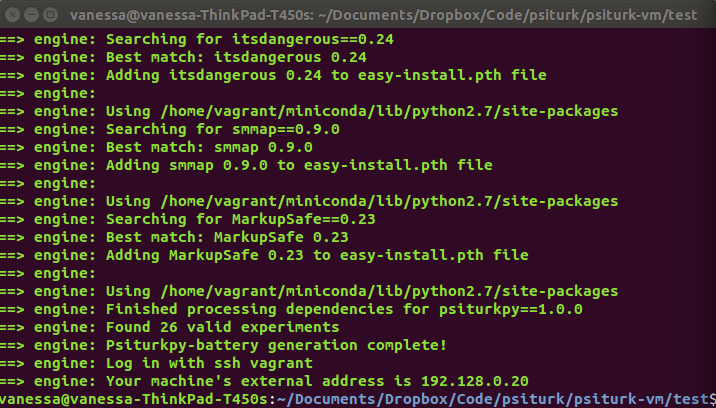 vanessa@vanessa-ThinkPad-T450s: ~/Documents/Dropbox/Code/psiturk/psiturk-vm/test
==> engine: Searching for itsdangerous==0.24
==> engine: Best match: itsdangerous 0.24
==> engine: Adding itsdangerous 0.24 to easy-install.pth file
==> engine:
==> engine: Using /home/vagrant/miniconda/lib/python2.7/site-packages
==> engine: Searching for smmap==0.9.0
==> engine: Best match: smmap 0.9.0
==> engine: Adding smmap 0.9.0 to easy-install.pth file
==> engine:
==> engine: Using /home/vagrant/miniconda/lib/python2.7/site-packages
==> engine: Searching for MarkupSafe==0.23
==> engine: Best match: MarkupSafe 0.23
==> engine: Adding MarkupSafe 0.23 to easy-install.pth file
==> engine:
==> engine: Using /home/vagrant/miniconda/lib/python2.7/site-packages
==> engine: Finished processing dependencies for psiturkpy==1.0.0
==> engine: Found 26 valid experiments
==> engine: Psiturkpy-battery generation complete!
==> engine: Log in with ssh vagrant
==> engine: Your machine's external address is 192.128.0.20
vanessa@vanessa-ThinkPad-T450s:~/Documents/Dropbox/Code/psiturk/psiturk-vm/test$